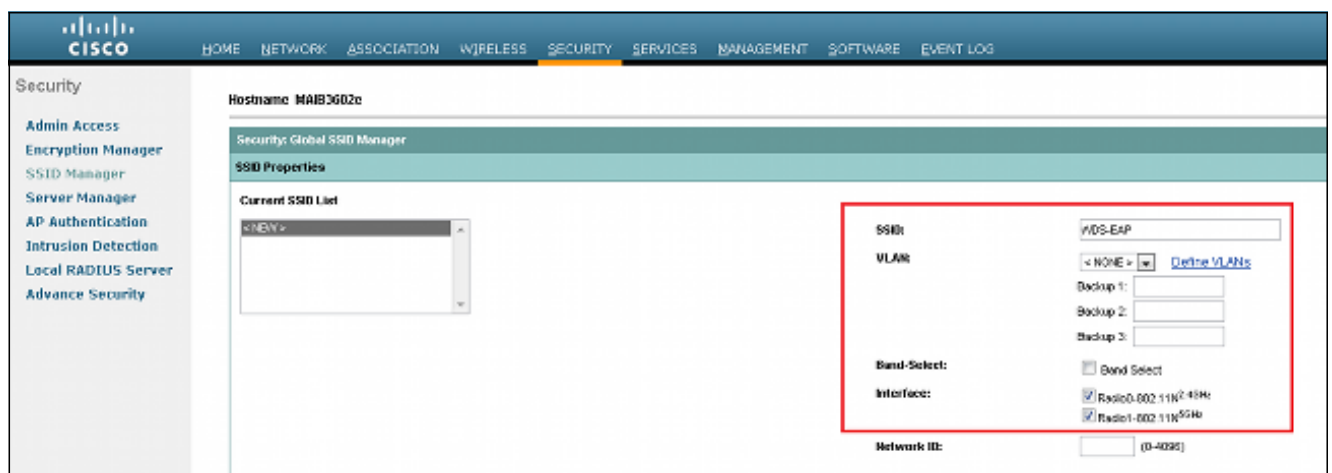 CISCO
HOME NETWORK ASSOCIATION WIRELESS SECURITY SERVICES MANAGEMENT SOFTWARE EVENT LOG
Security
Admin Access
Encryption Manager
SSID Manager
Server Manager
AP Authentication
Intrusion Detection
Local RADIUS Server
Advance Security
Hostname MAIB3602e
Security: Global SSID Manager
SSID Properties
Current SSID List
< NEW >
SSID: WDS-EAP
VLAN: < NONE > Define VLANs
Backup 1:
Backup 2:
Backup 3:
Band-Select: Band Select
Interface: Radio0-802.11N2.4GHz
Radio1-802.11N5GHz
Network ID: (0-4096)